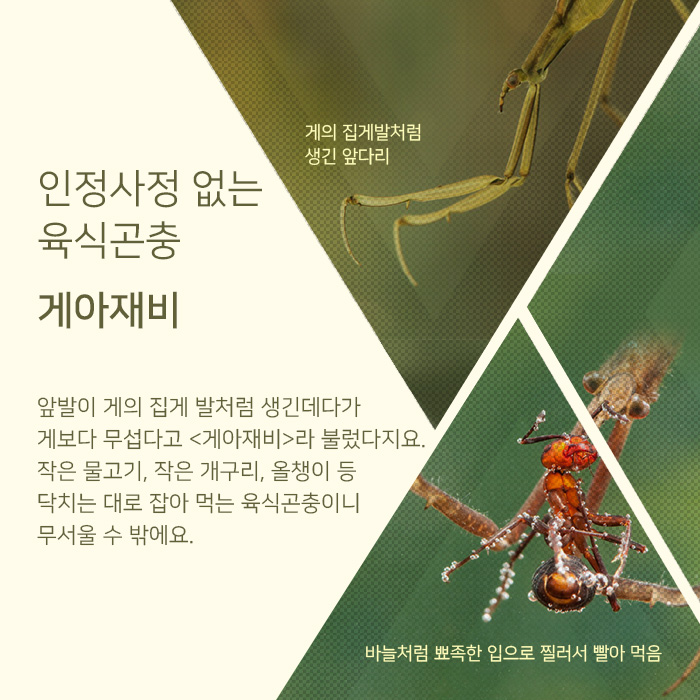 게의 집게발처럼
생긴 앞다리
인정사정 없는
육식곤충
게아재비
앞발이 게의 집게 발처럼 생긴데다가
게보다 무섭다고 <게아재비>라 불렀다지요.
작은 물고기, 작은 개구리, 올챙이 등
닥치는 대로 잡아 먹는 육식곤충이니
무서울 수 밖에요.
바늘처럼 뾰족한 입으로 찔러서 빨아 먹음